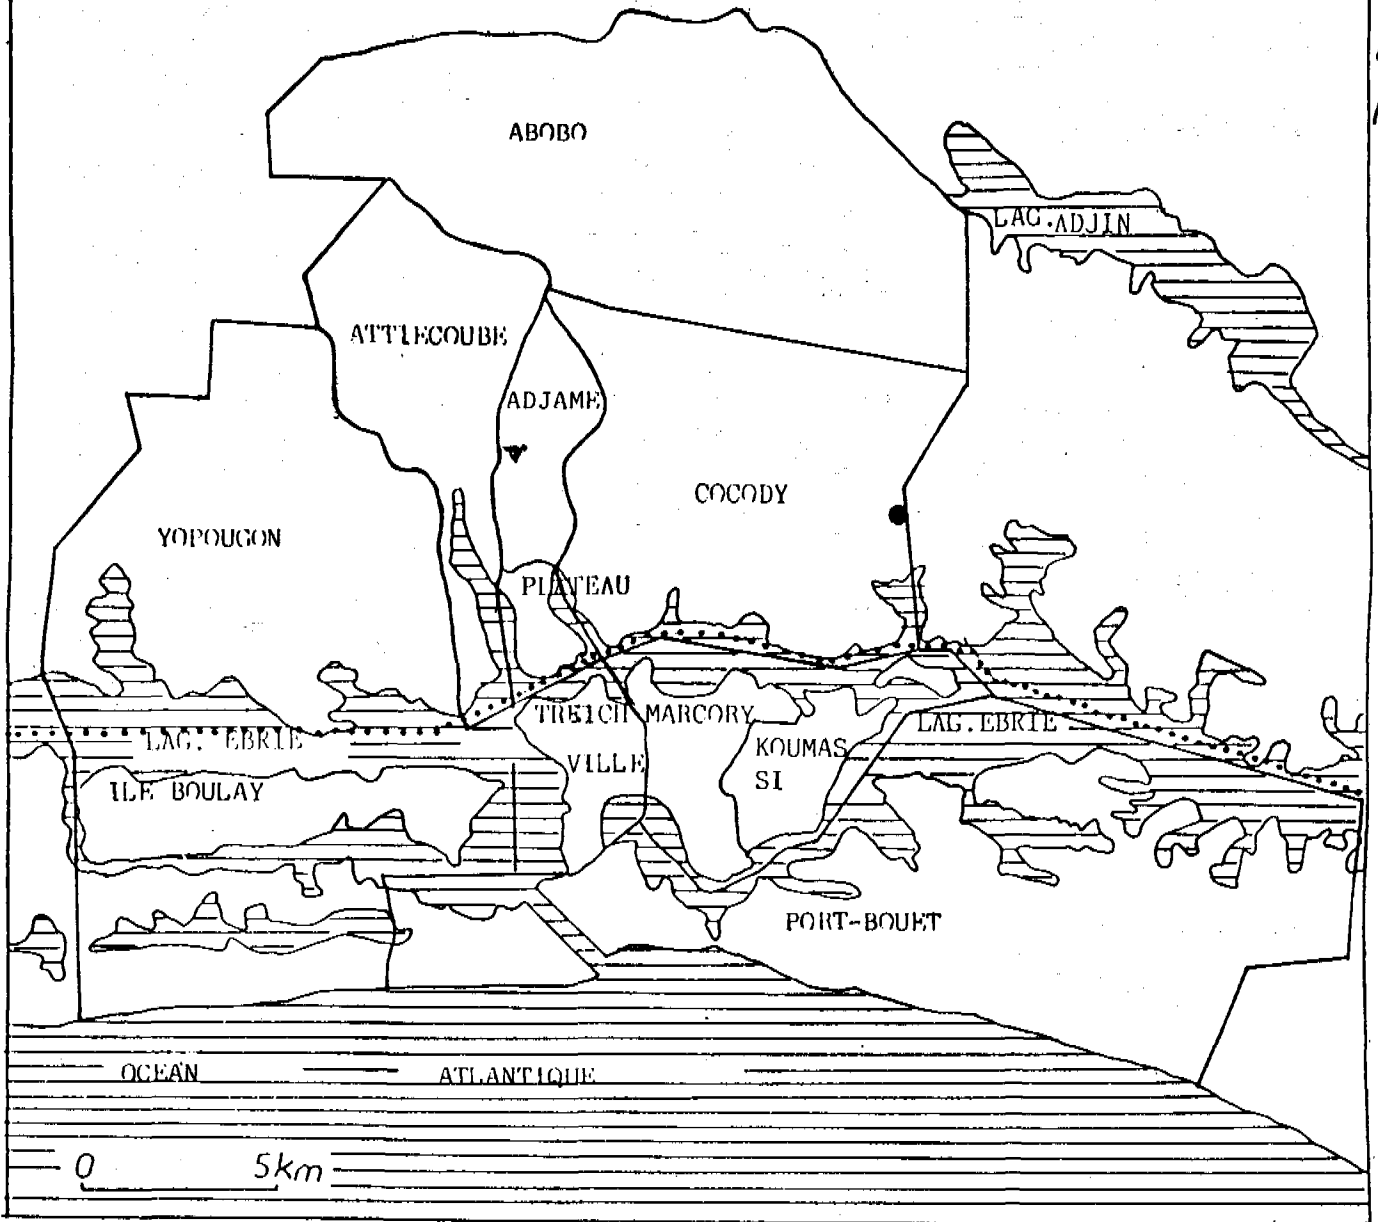 ABOBO
LAG. ADJIN
ATTIECOUBE
ADJAME
COCODY
YOPOUGON
PLATEAU
TREICH MARCORY
LAG. EBRIE
LAG. EBRIE
KOUMAS
VILLE
SI
ILE BOULAY
PORT-BOUET
OCEAN
ATLANTIQUE
0 5km